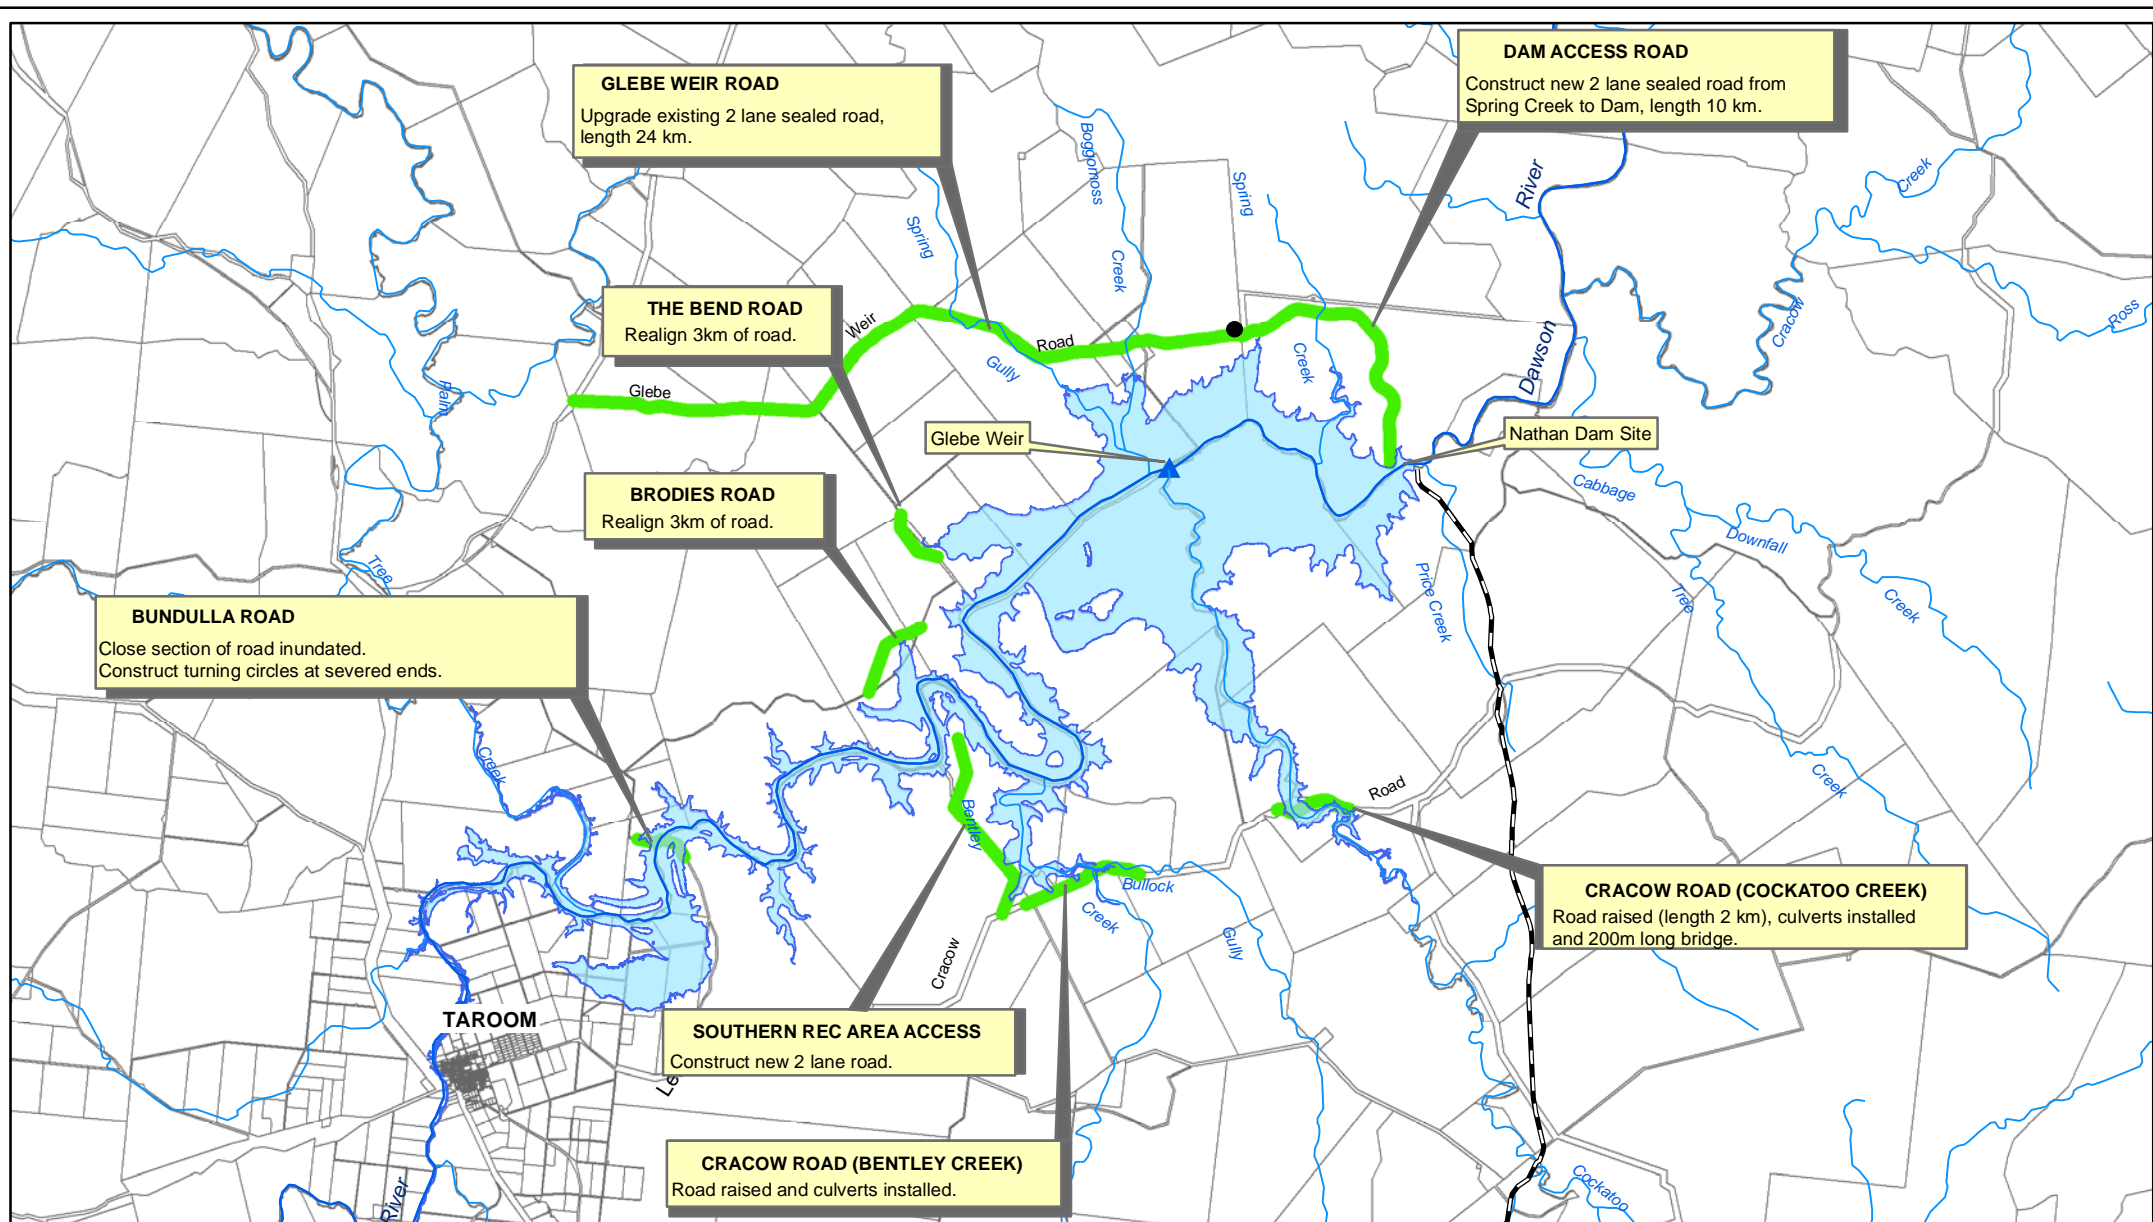 DAM ACCESS ROAD
Construct new 2 lane sealed road from
Spring Creek to Dam, length 10 km.
GLEBE WEIR ROAD
Upgrade existing 2 lane sealed road,
length 24 km.
Boggomoss
Creek
Spring
Creek
Spring
Gully
River
Dawson
Creek
Cracow
Ross
THE BEND ROAD
Realign 3km of road.
Weir
Road
Glebe
Palm
Tree
Creek
Glebe Weir
Nathan Dam Site
BRODIES ROAD
Realign 3km of road.
Cabbage
Tree
Creek
Downfall
Creek
Price Creek
BUNDULLA ROAD
Close section of road inundated.
Construct turning circles at severed ends.
Road
Bentley
Creek
Bullock
Gully
Cracow
CRACOW ROAD (COCKATOO CREEK)
Road raised (length 2 km), culverts installed
and 200m long bridge.
TAROOM
SOUTHERN REC AREA ACCESS
Construct new 2 lane road.
CRACOW ROAD (BENTLEY CREEK)
Road raised and culverts installed.
River
Cockatoo